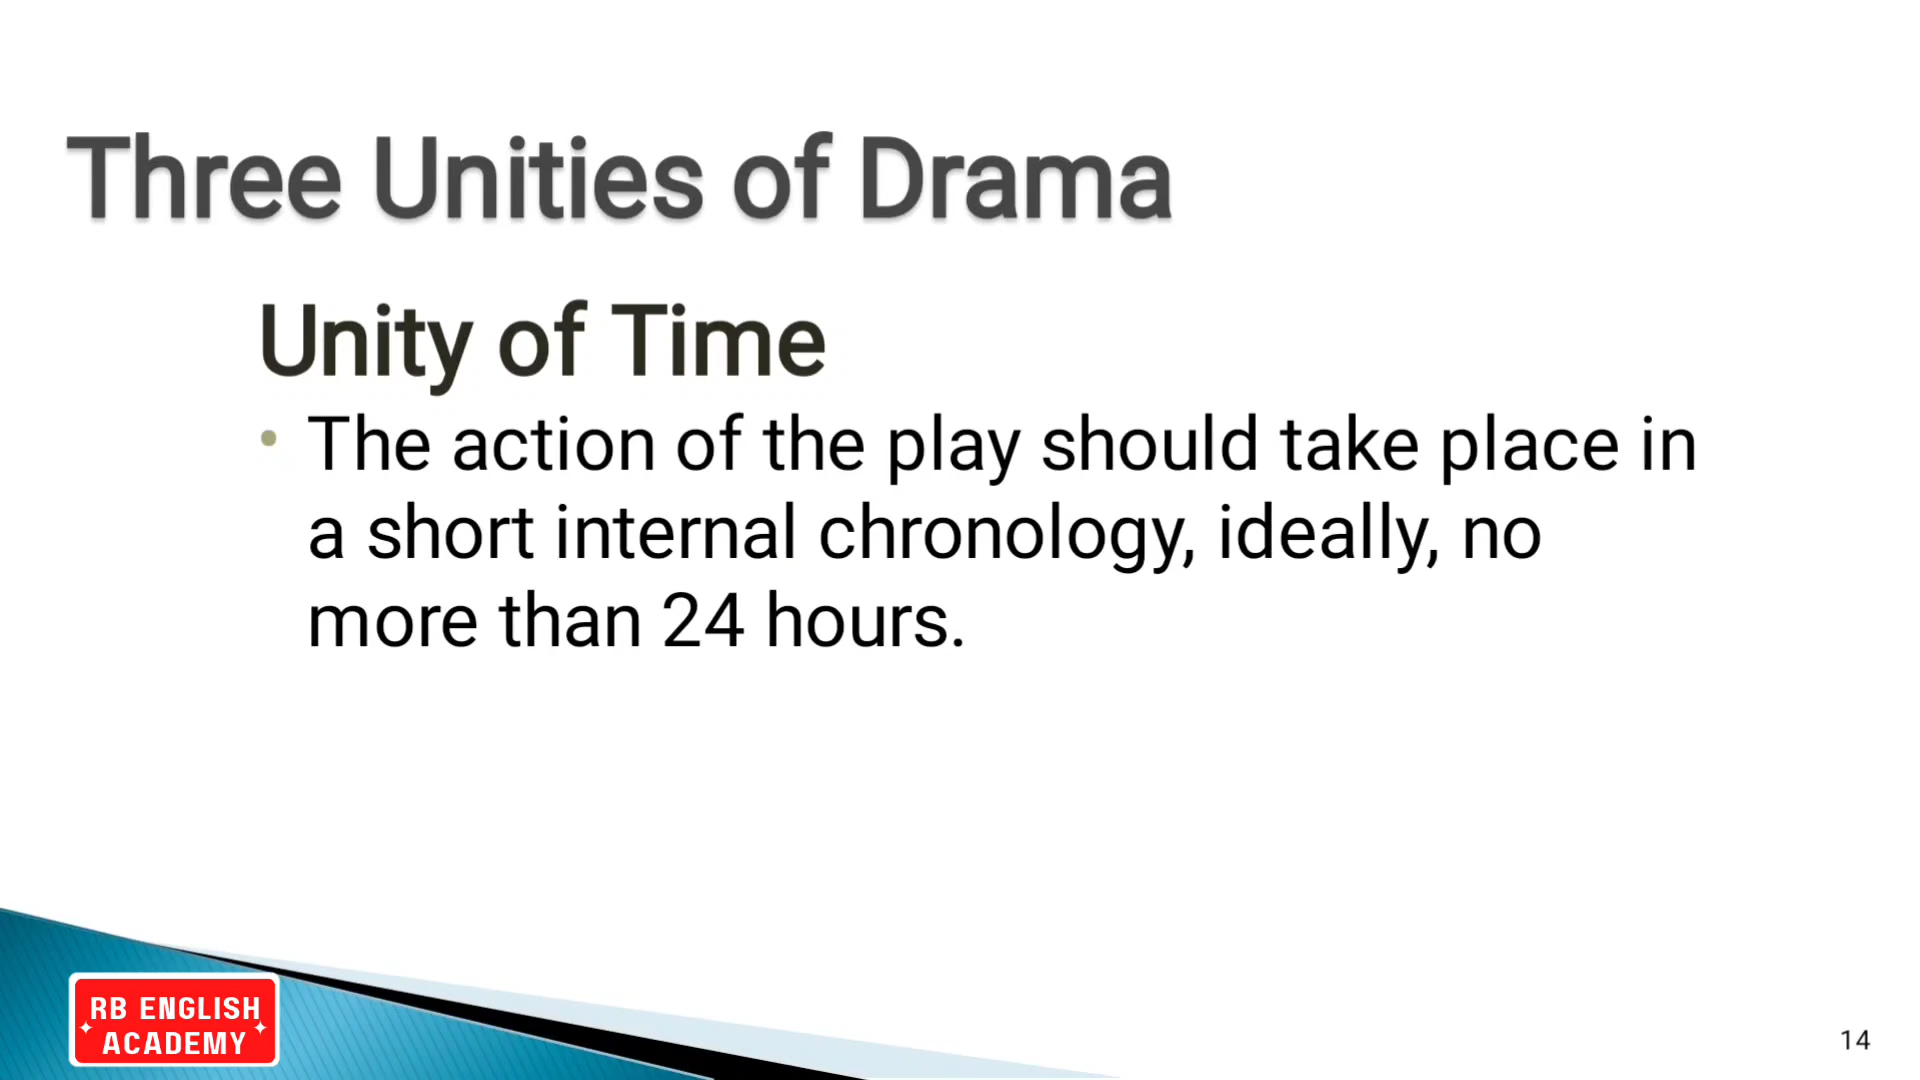 Three Unities of Drama
Unity of Time
• The action of the play should take place in
a short internal chronology, ideally, no
more than 24 hours.
RB ENGLISH
ACADEMY
14